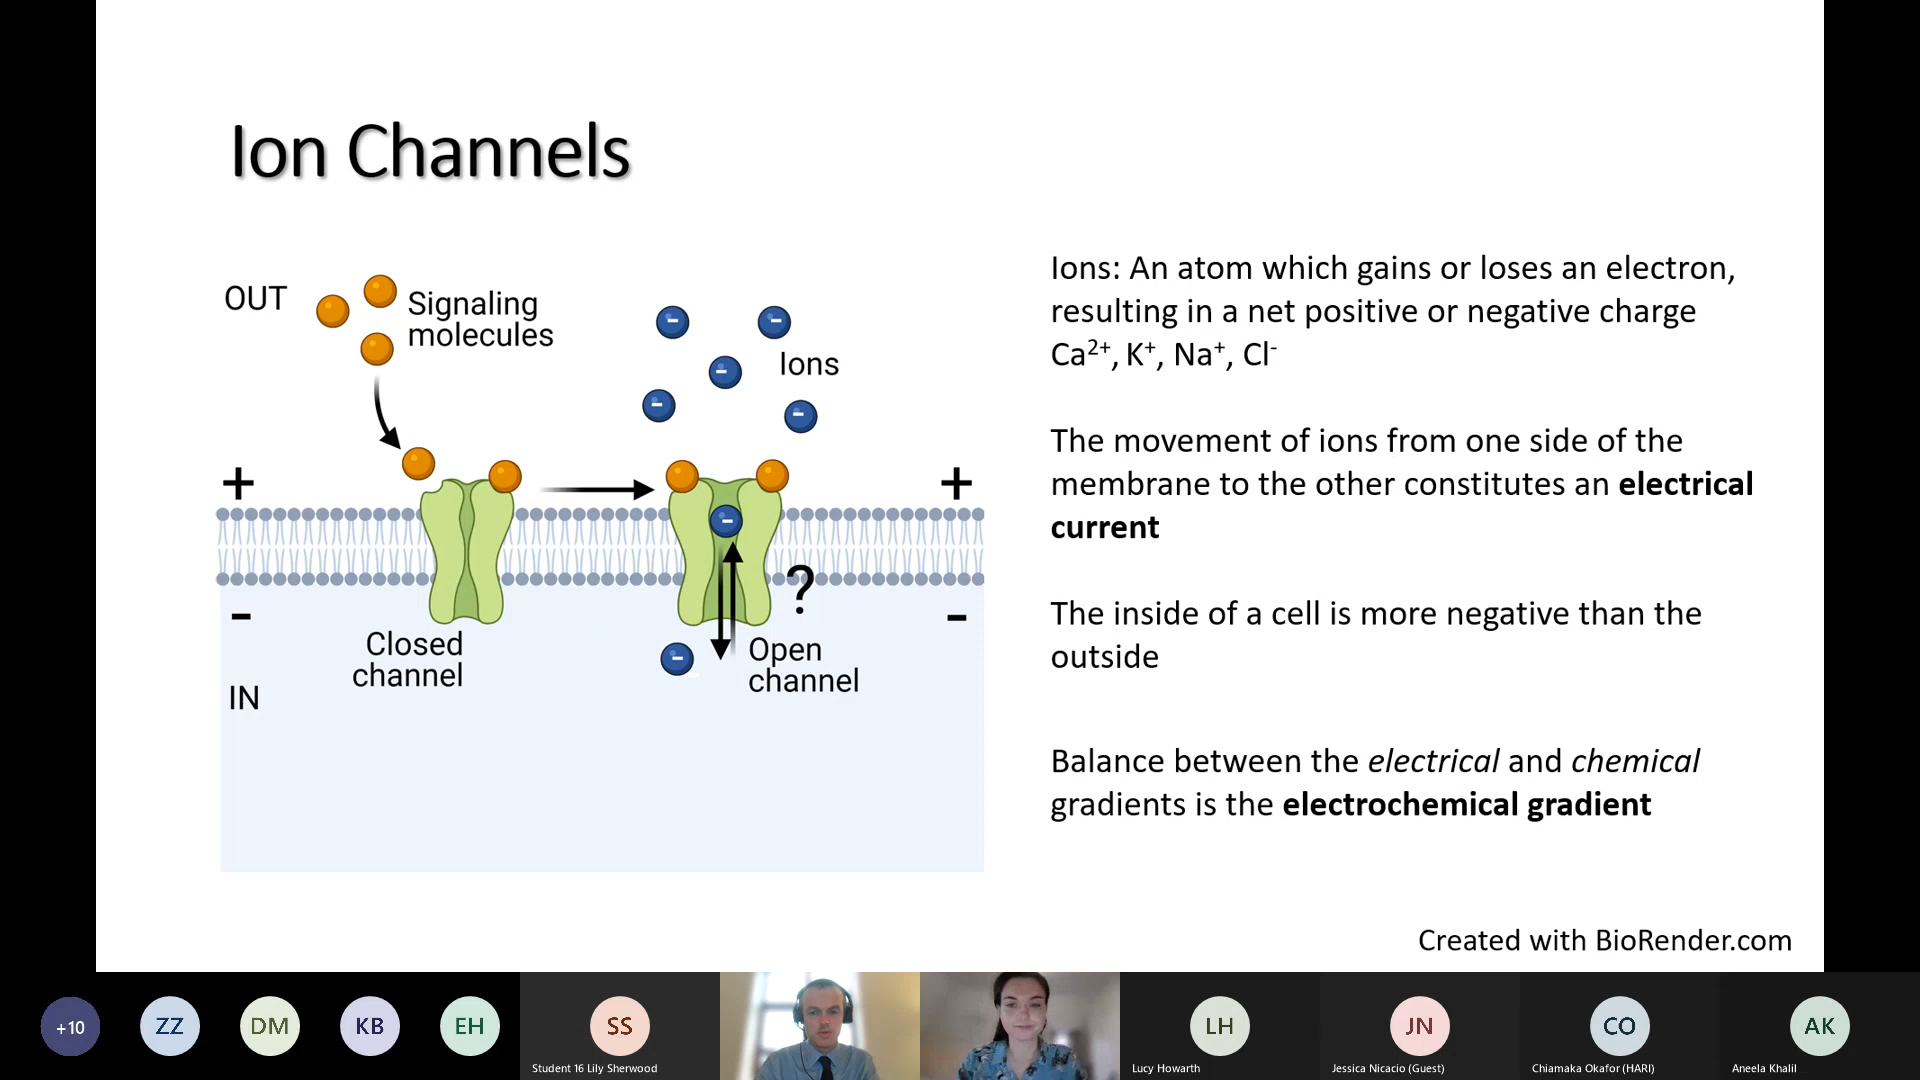 Ion Channels
OUT
Signaling
molecules
Ions
+
+
-
-
?
Closed
channel
Open
channel
IN
Ions: An atom which gains or loses an electron,
resulting in a net positive or negative charge
Ca²⁺, K⁺, Na⁺, Cl⁻
The movement of ions from one side of the
membrane to the other constitutes an electrical
current
The inside of a cell is more negative than the
outside
Balance between the electrical and chemical
gradients is the electrochemical gradient
Created with BioRender.com
+10
ZZ
DM
KB
EH
SS
Student 16 Lily Sherwood
LH
Lucy Howarth
JN
Jessica Nicacio (Guest)
CO
Chiamaka Okafor (HARI)
AK
Aneela Khalil